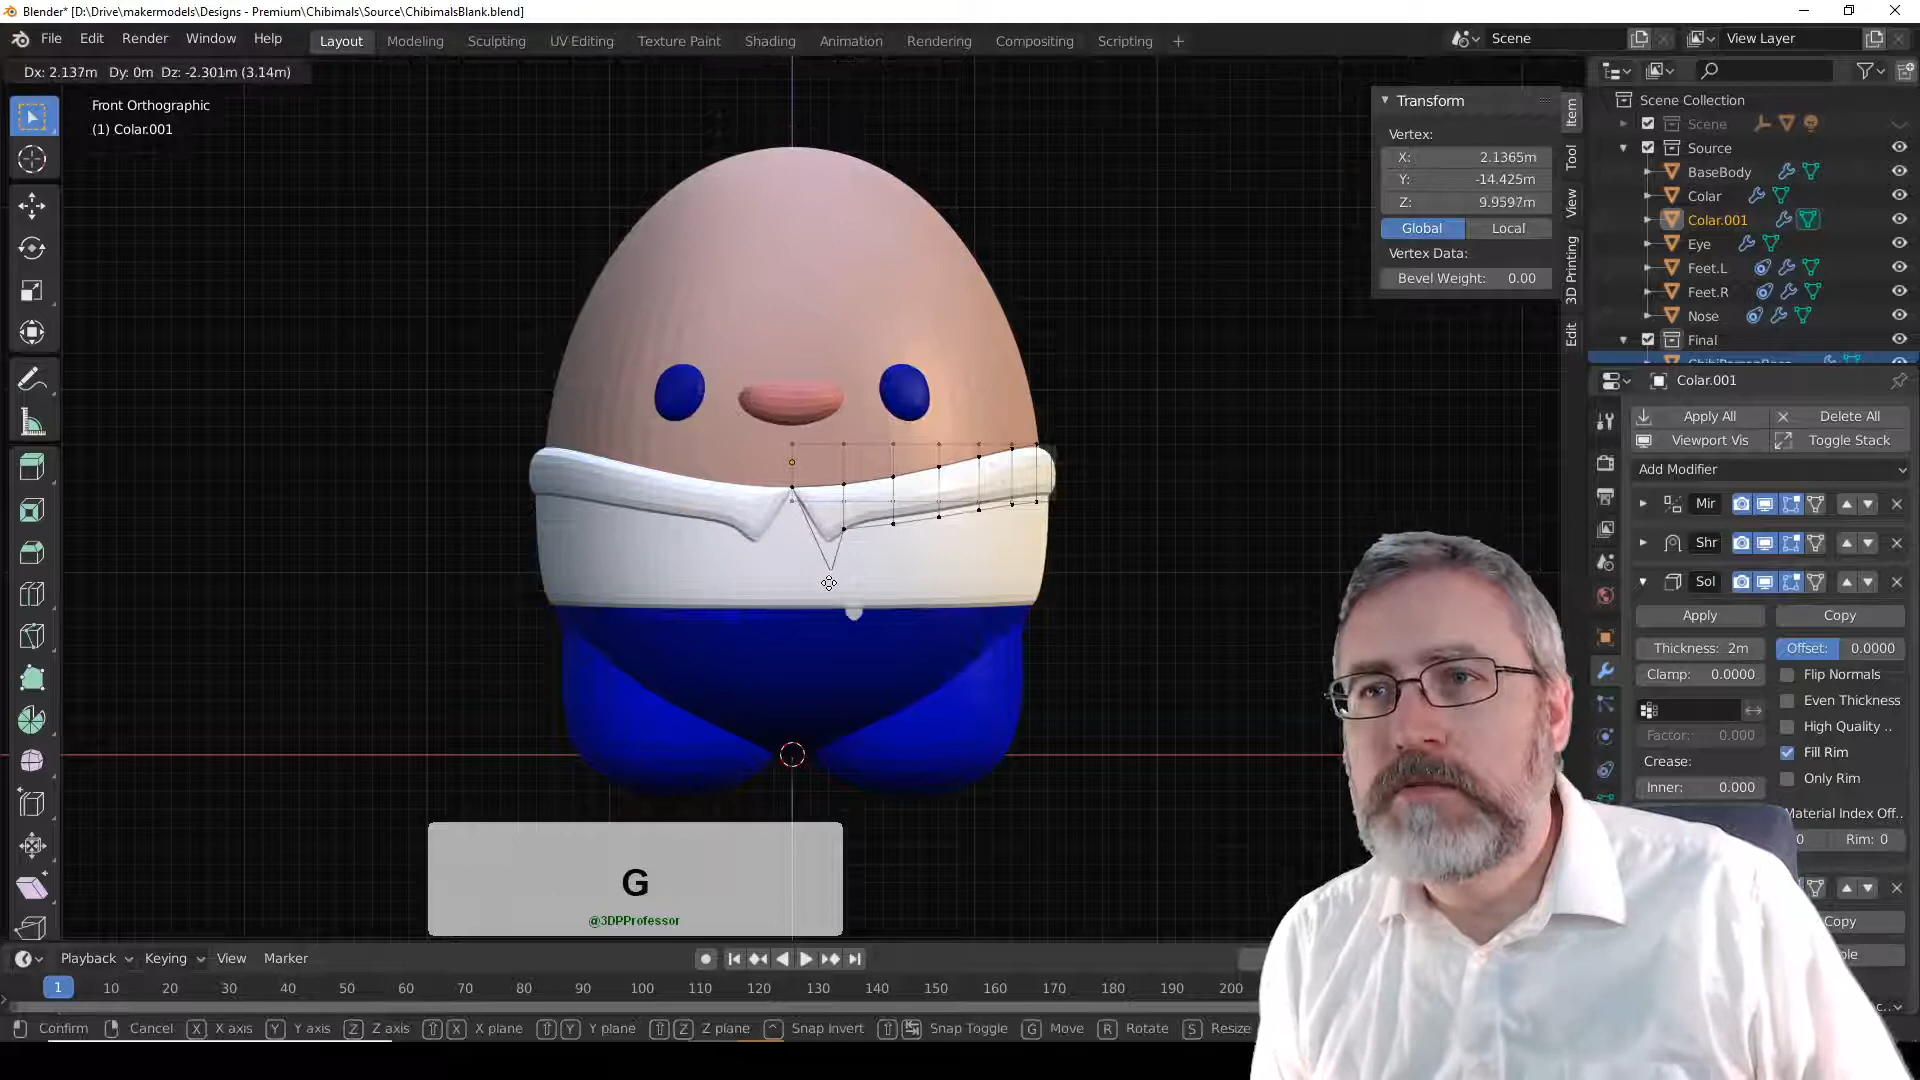 Blender* [D:\Drive\makermodels\Designs - Premium\Chibimals\Source\ChibimalsBlank.blend]
File Edit Render Window Help Layout Modeling Sculpting UV Editing Texture Paint Shading Animation Rendering Compositing Scripting + Scene View Layer
Dx: 2.137m Dy: 0m Dz: -2.301m (3.14m)
Front Orthographic
(1) Colar.001
Transform
Vertex:
X: 2.1365m
Y: -14.425m
Z: 9.9597m
Global Local
Vertex Data:
Bevel Weight: 0.00
Item
Tool
View
3D Printing
Edit
Scene Collection
Scene
Source
BaseBody
Colar
Colar.001
Eye
Feet.L
Feet.R
Nose
Final
Colar.001
Apply All Delete All
Viewport Vis Toggle Stack
Add Modifier
Mir
Shr
Sol
Apply Copy
Thickness: 2m Offset: 0.0000
Clamp: 0.0000 Flip Normals
Even Thickness
High Quality ..
Factor: 0.000
Fill Rim
Crease:
Only Rim
Inner: 0.000
Material Index Off..
0 Rim: 0
Copy
G
@3DPProfessor
Playback Keying View Marker
1 10 20 30 40 50 60 70 80 90 100 110 120 130 140 150 160 170 180 190 200
Confirm Cancel X X axis Y Y axis Z Z axis X X plane Y Y plane Z Z plane Snap Invert Snap Toggle G Move R Rotate S Resize